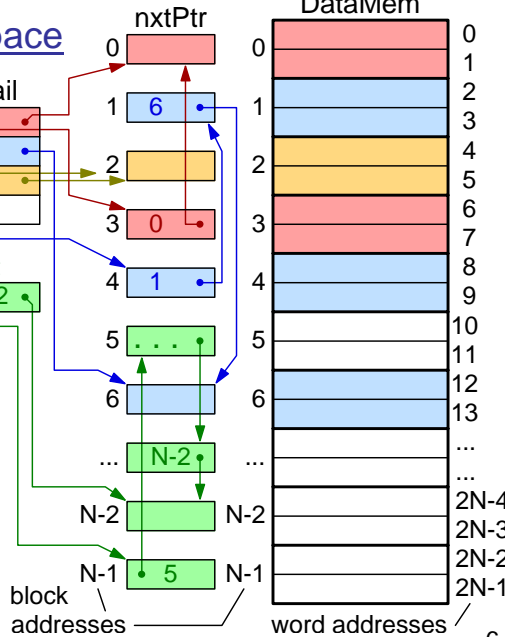 pace
nxtPtr
DataMem
ail
0
1 6
2
3 0
4 1
5 . . .
6
... N-2
N-2
N-1 5
2
0
1
2
3
4
5
6
...
N-2
N-1
0
1
2
3
4
5
6
7
8
9
10
11
12
13
...
...
2N-4
2N-3
2N-2
2N-1
block
addresses
word addresses